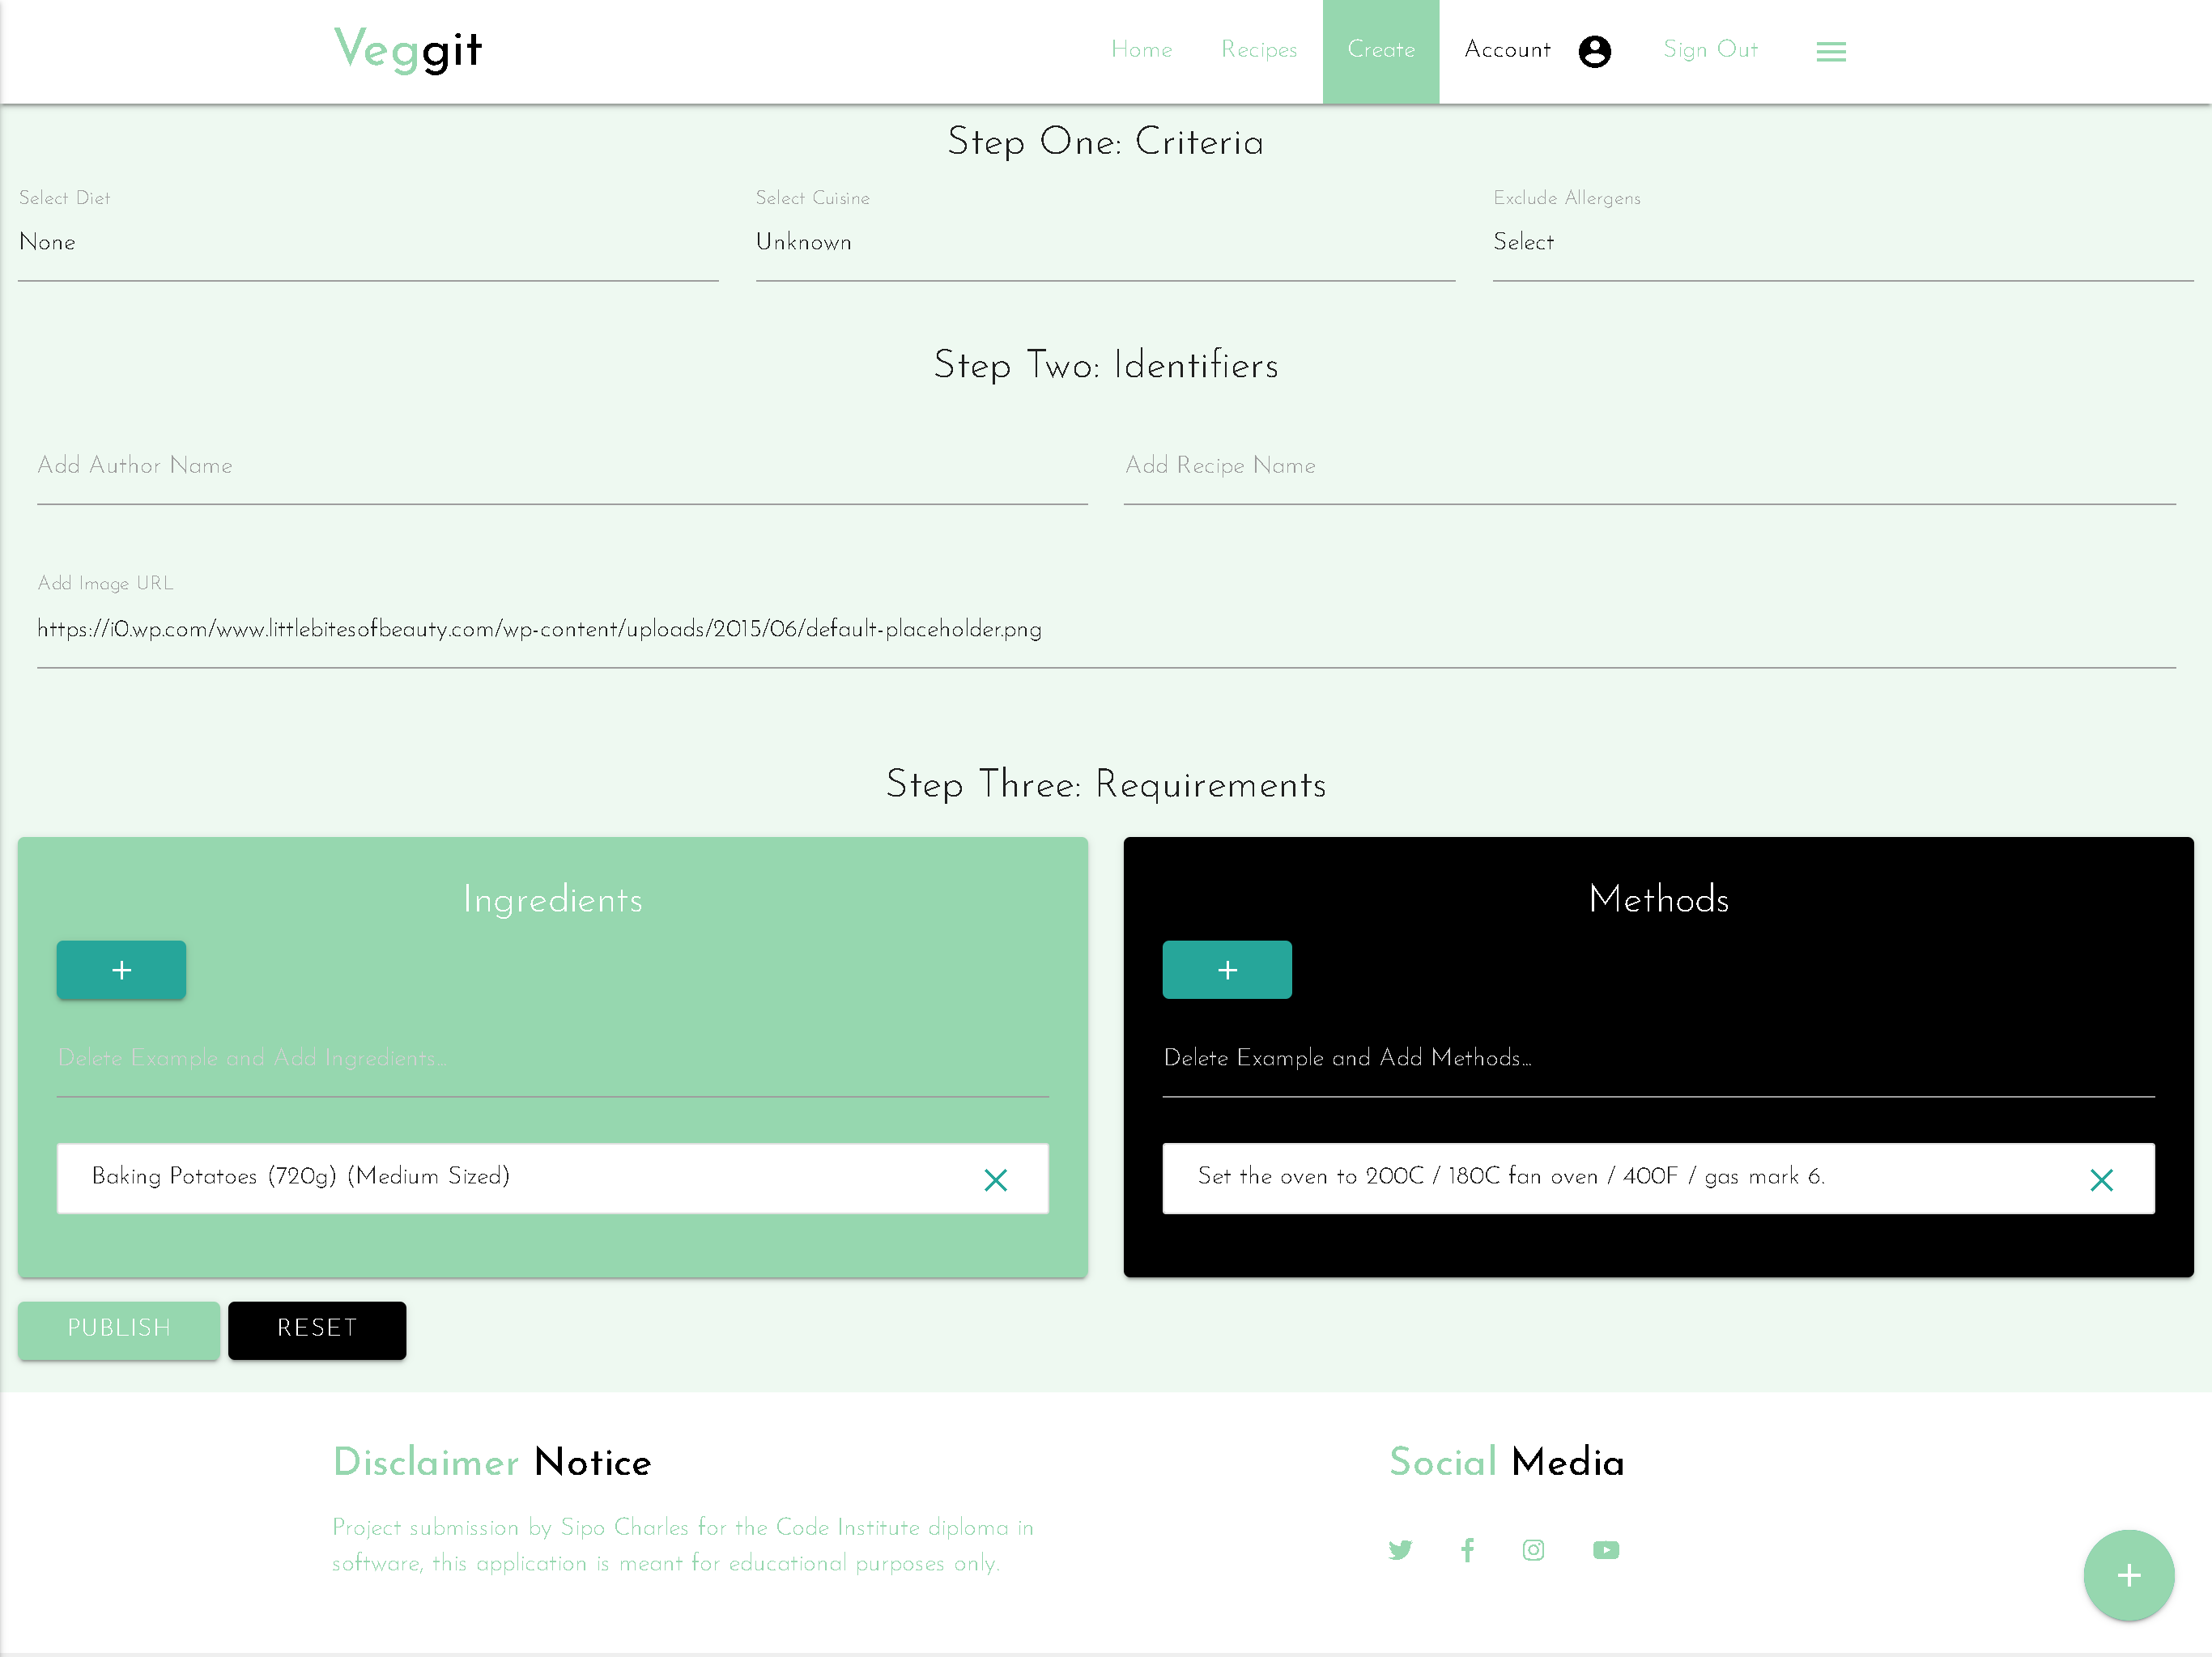 Veggit
Home Recipes Create Account Sign Out
Step One: Criteria
Select Diet Select Cuisine Exclude Allergens
None Unknown Select
Step Two: Identifiers
Add Author Name Add Recipe Name
Add Image URL
https://i0.wp.com/www.littlebitesofbeauty.com/wp-content/uploads/2015/06/default-placeholder.png
Step Three: Requirements
Ingredients
Delete Example and Add Ingredients...
Baking Potatoes (720g) (Medium Sized)
Methods
Delete Example and Add Methods...
Set the oven to 200C / 180C fan oven / 400F / gas mark 6.
PUBLISH RESET
Disclaimer Notice
Project submission by Sipo Charles for the Code Institute diploma in
software, this application is meant for educational purposes only.
Social Media